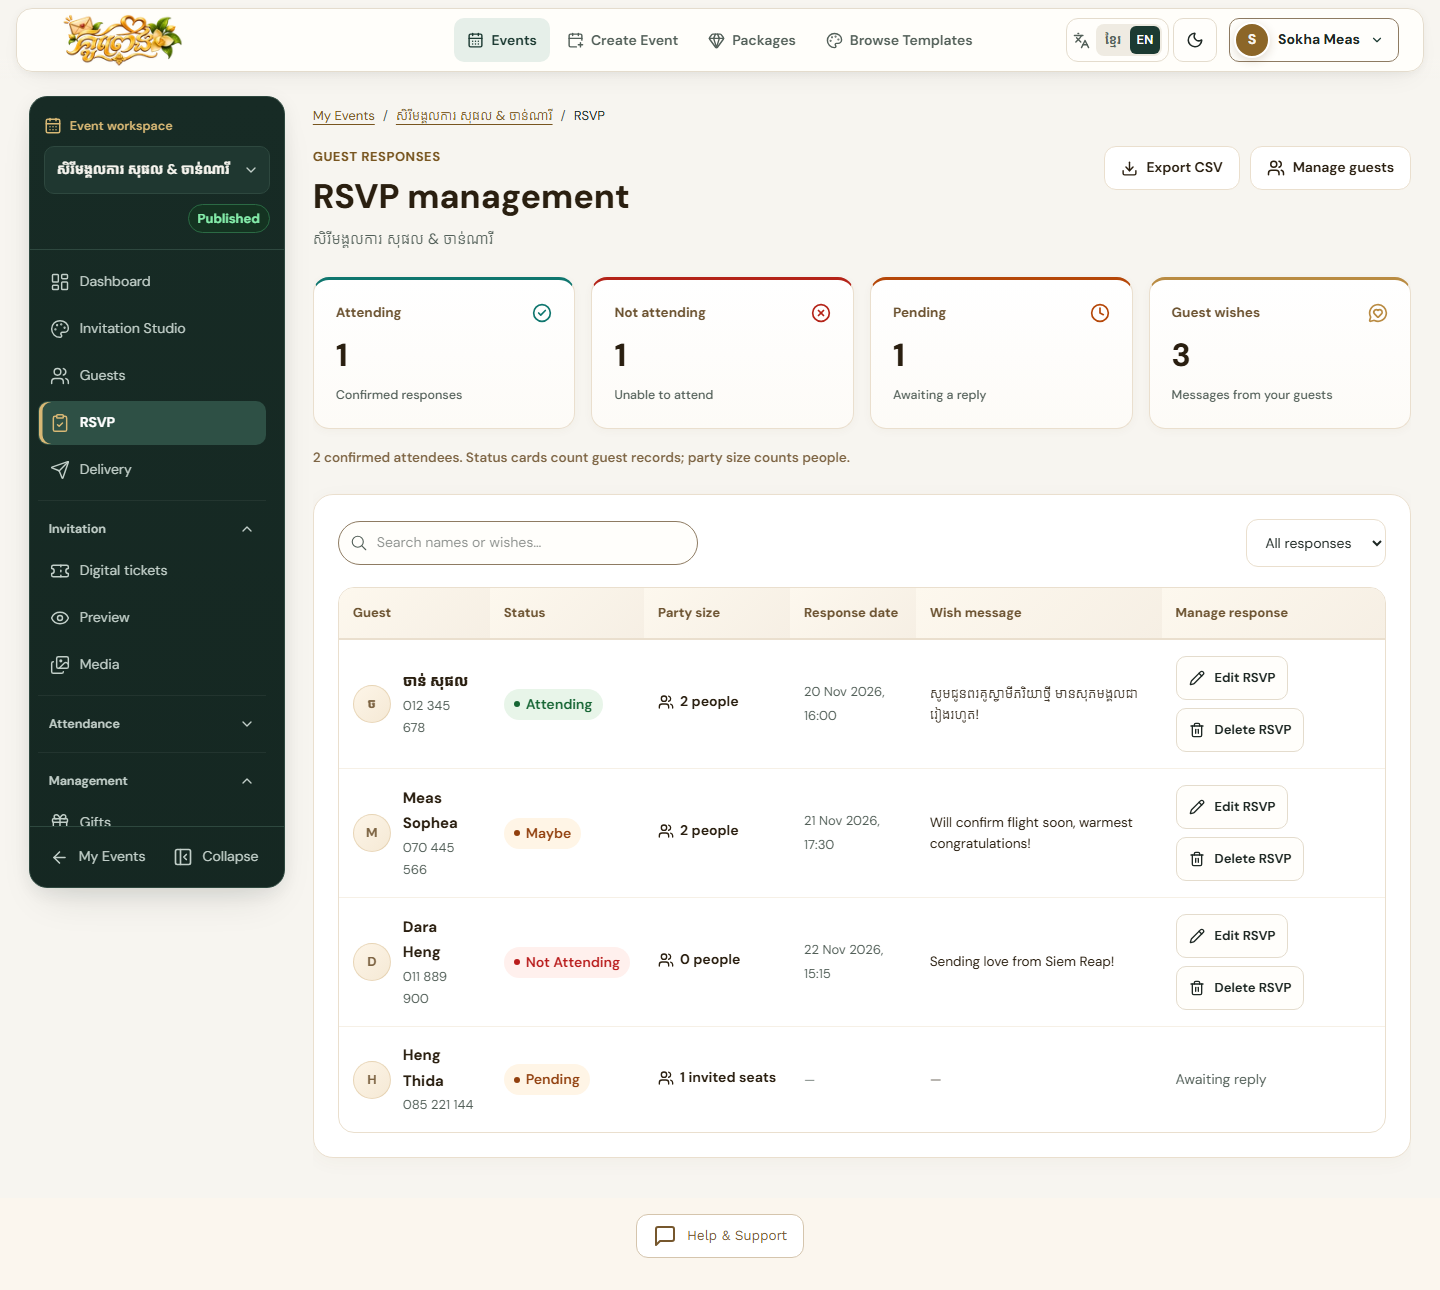 គូព្រេង
Events
Create Event
Packages
Browse Templates
ខ្មែរ
EN
S
Sokha Meas
Event workspace
សិរីមង្គលការ សុផល & ចាន់ណារី
Published
Dashboard
Invitation Studio
Guests
RSVP
Delivery
Invitation
Digital tickets
Preview
Media
Attendance
Management
Gifts
My Events
Collapse
My Events / សិរីមង្គលការ សុផល & ចាន់ណារី / RSVP
GUEST RESPONSES
RSVP management
សិរីមង្គលការ សុផល & ចាន់ណារី
Export CSV
Manage guests
Attending
1
Confirmed responses
Not attending
1
Unable to attend
Pending
1
Awaiting a reply
Guest wishes
3
Messages from your guests
2 confirmed attendees. Status cards count guest records; party size counts people.
Search names or wishes...
All responses
Guest
Status
Party size
Response date
Wish message
Manage response
ច
ចាន់ សុផល
012 345
678
Attending
2 people
20 Nov 2026,
16:00
សូមជូនពរគូស្វាមីភរិយាថ្មី មានសុភមង្គលជា
រៀងរហូត!
Edit RSVP
Delete RSVP
M
Meas
Sophea
070 445
566
Maybe
2 people
21 Nov 2026,
17:30
Will confirm flight soon, warmest
congratulations!
Edit RSVP
Delete RSVP
D
Dara
Heng
011 889
900
Not Attending
0 people
22 Nov 2026,
15:15
Sending love from Siem Reap!
Edit RSVP
Delete RSVP
H
Heng
Thida
085 221 144
Pending
1 invited seats
—
—
Awaiting reply
Help & Support